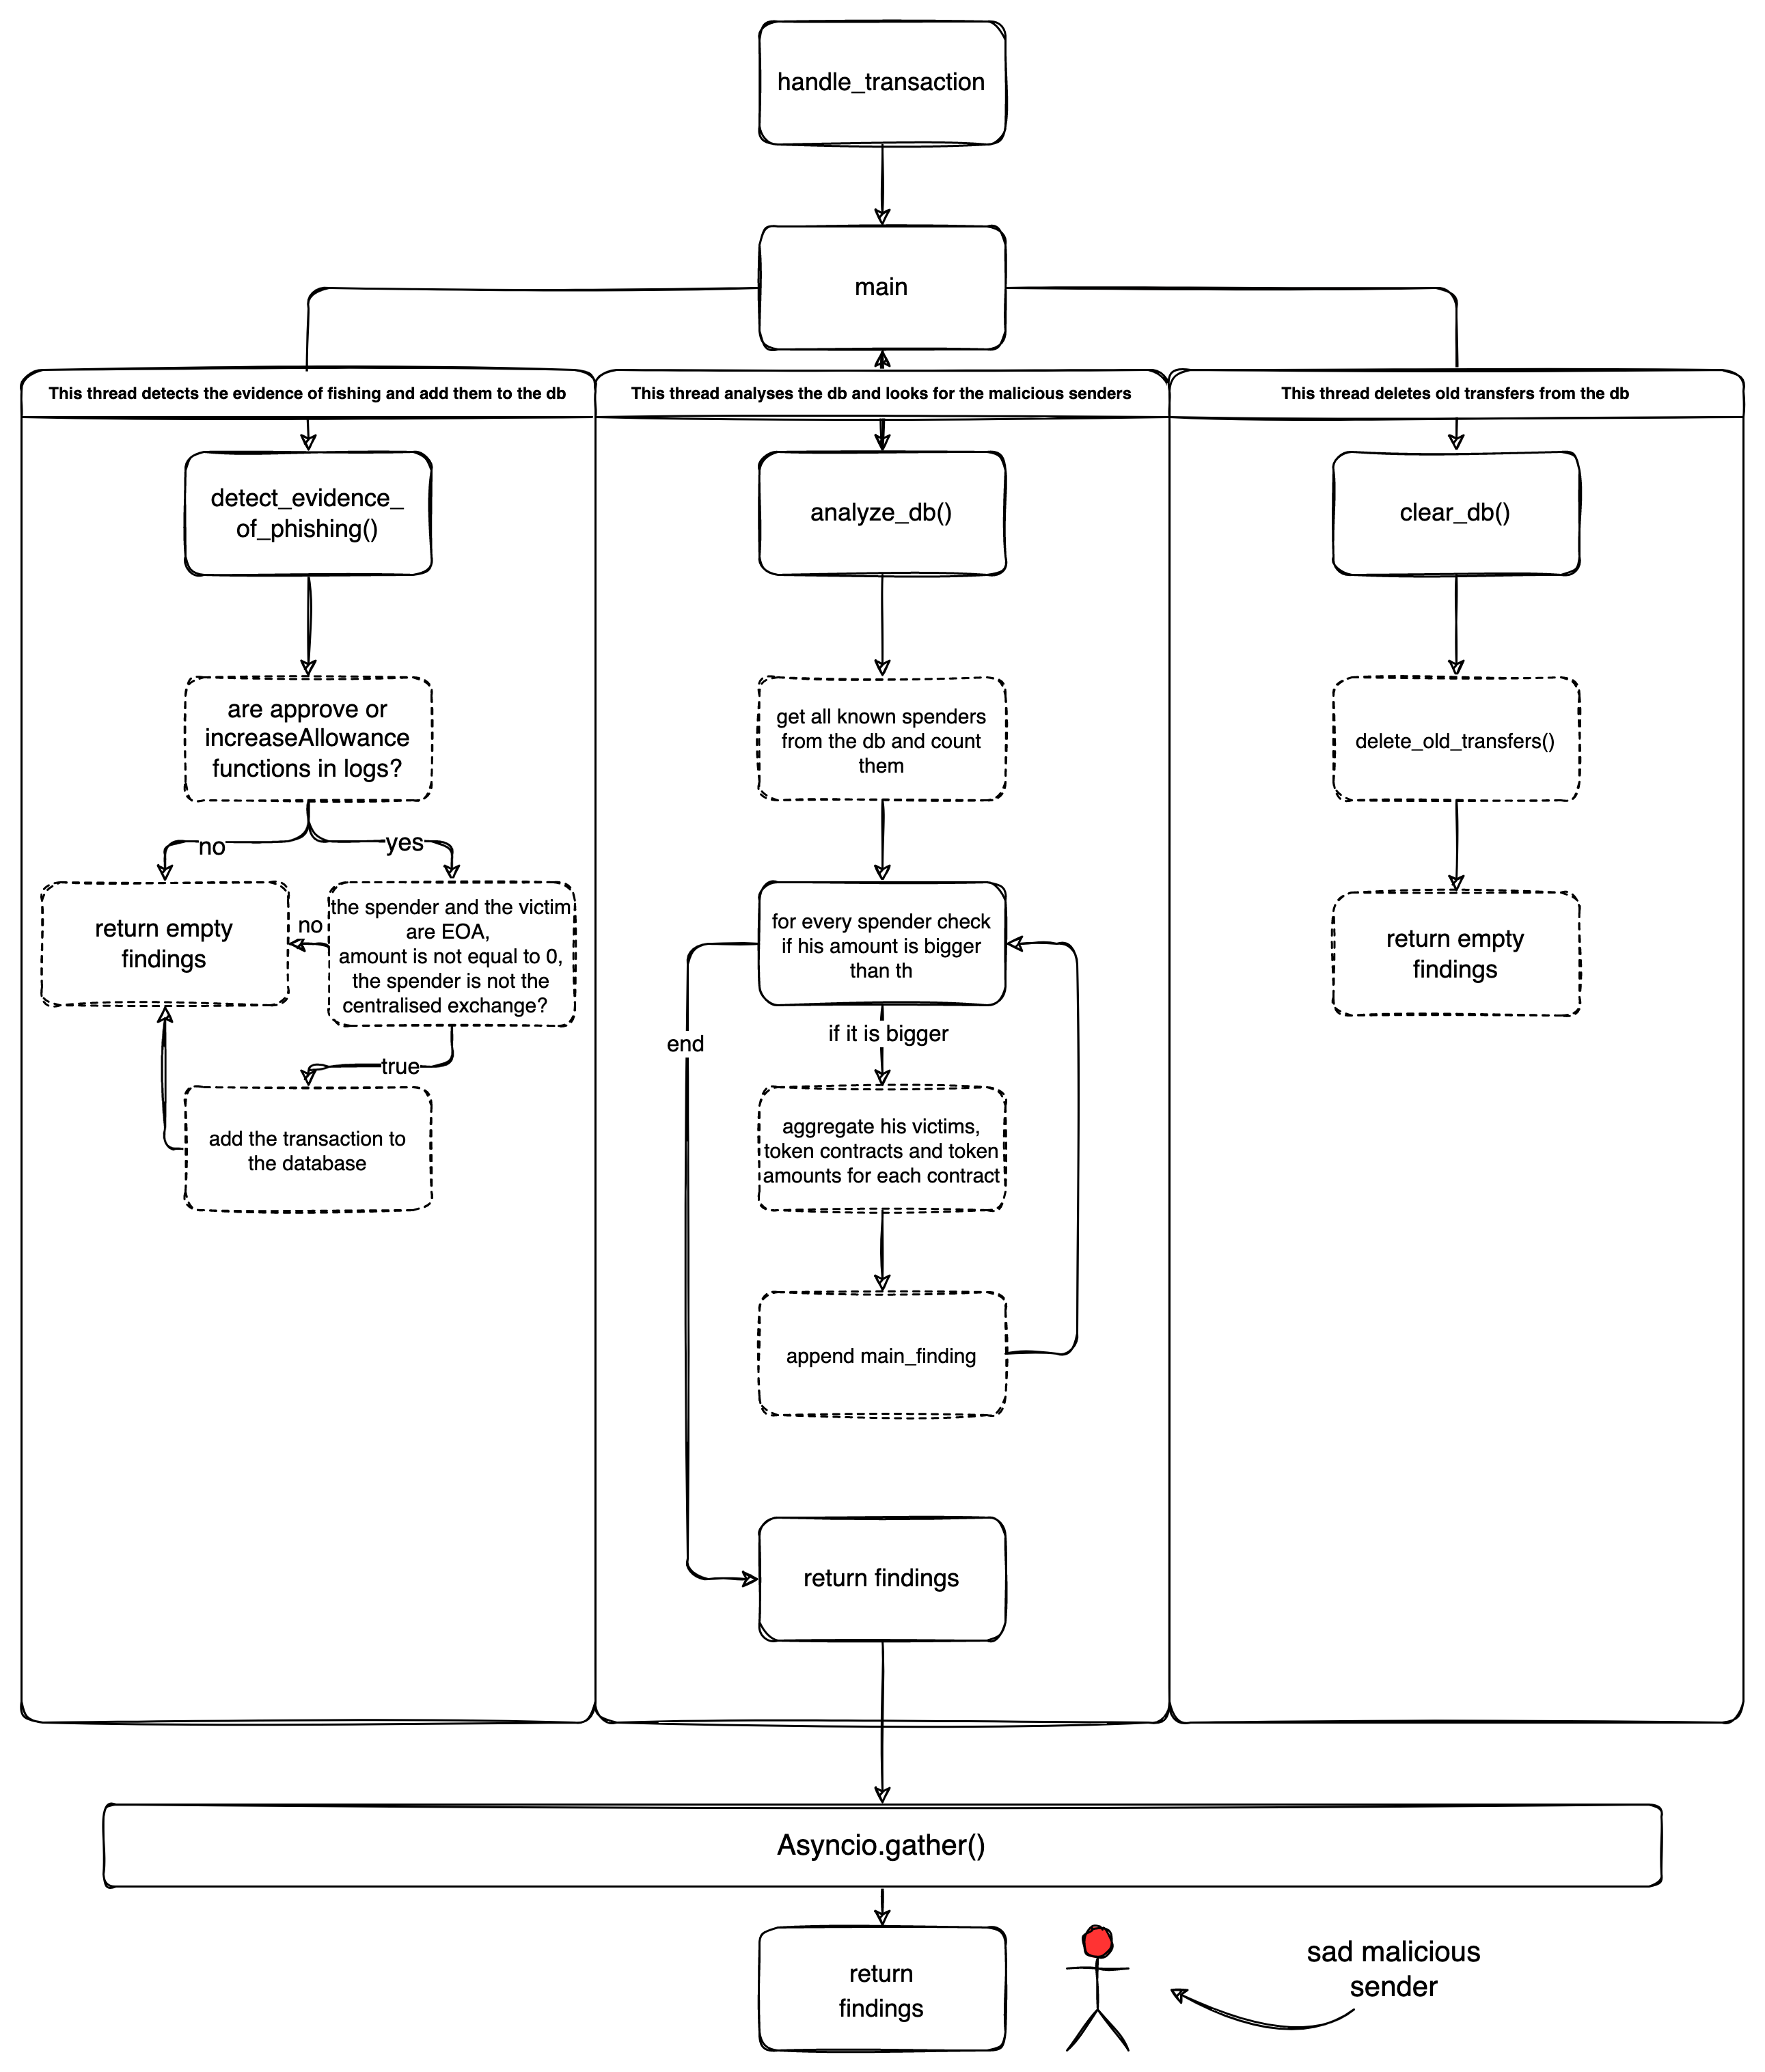 handle_transaction
main
This thread detects the evidence of fishing and add them to the db
This thread analyses the db and looks for the malicious senders
This thread deletes old transfers from the db
detect_evidence_
of_phishing()
analyze_db()
clear_db()
are approve or
increaseAllowance
functions in logs?
get all known spenders
from the db and count
them
delete_old_transfers()
no
yes
return empty
findings
no
the spender and the victim
are EOA,
amount is not equal to 0,
the spender is not the
centralised exchange?
for every spender check
if his amount is bigger
than th
return empty
findings
end
if it is bigger
true
add the transaction to
the database
aggregate his victims,
token contracts and token
amounts for each contract
append main_finding
return findings
Asyncio.gather()
return
findings
sad malicious
sender